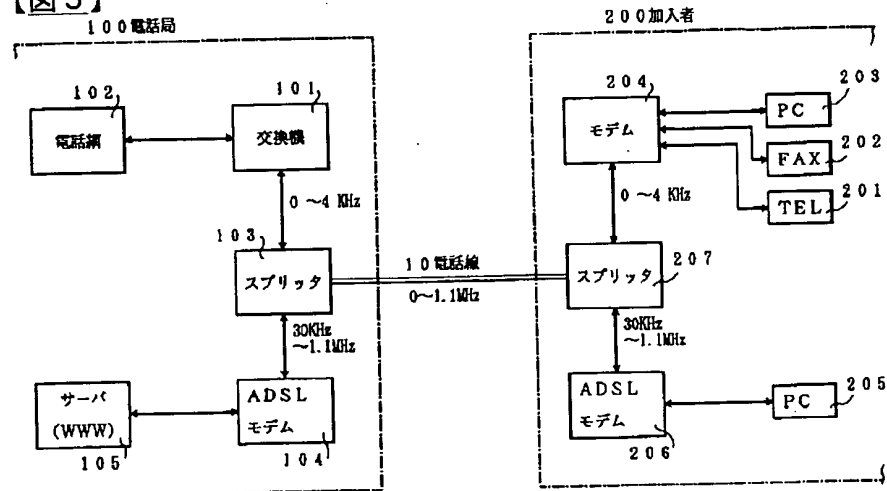 【図5】
100電話局
200加入者
102
101
電話網
交換機
0 ~4 KHz
103
スプリッタ
30KHz
~1.1MHz
サーバ
(WWW)
105
ADSL
モデム
104
10電話線
0~1.1MHz
204
モデム
PC
203
FAX
202
TEL
201
0 ~4 KHz
スプリッタ
207
30KHz
~1.1MHz
ADSL
モデム
206
PC
205